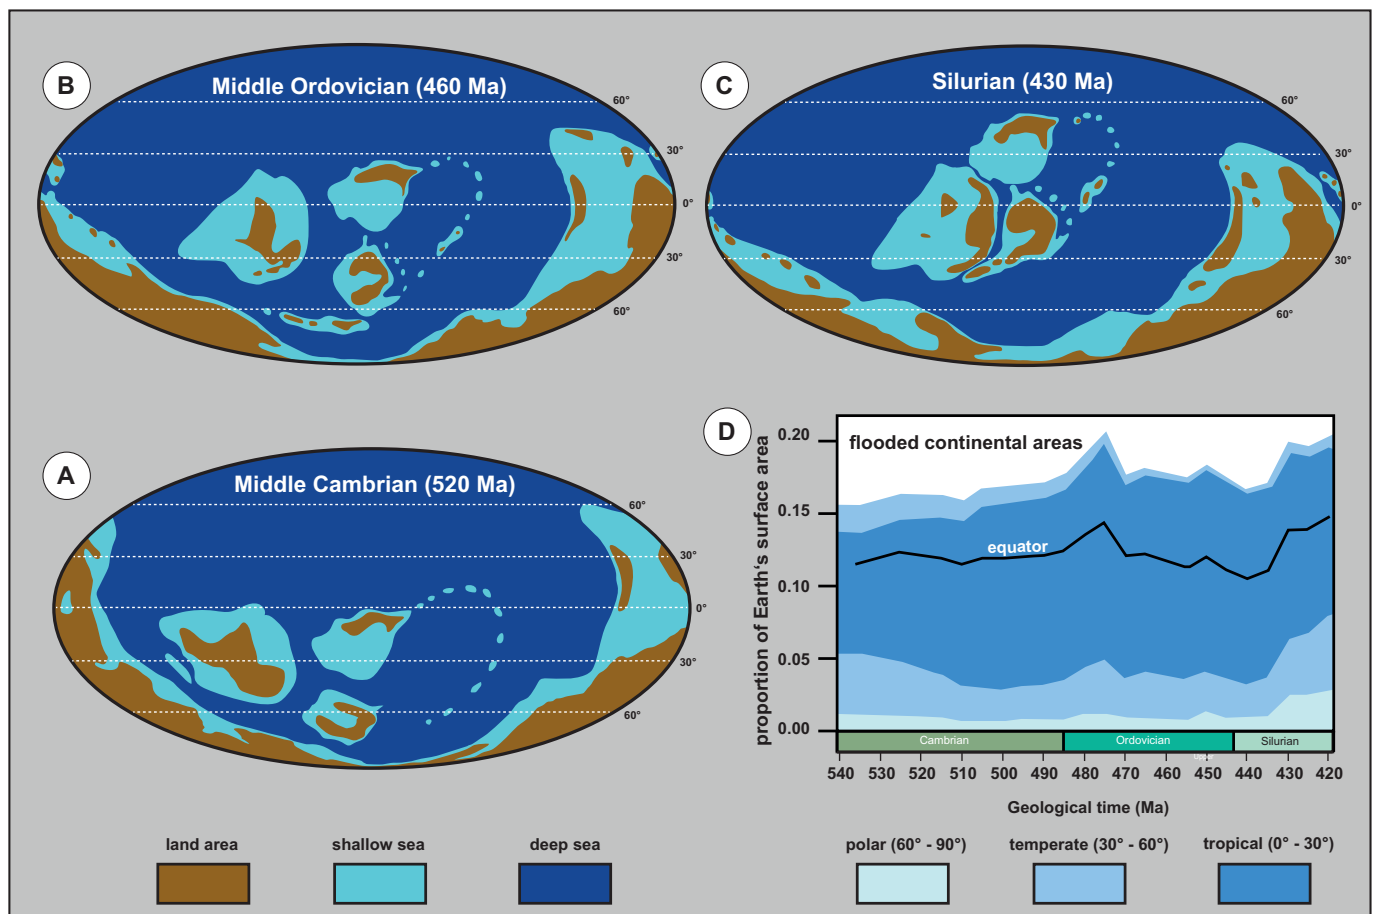 B
Middle Ordovician (460 Ma)
60°
30°
0°
30°
60°
C
Silurian (430 Ma)
60°
30°
0°
30°
60°
A
Middle Cambrian (520 Ma)
60°
30°
0°
30°
60°
D
flooded continental areas
equator
proportion of Earth's surface area
0.20
0.15
0.10
0.05
0.00
Cambrian
Ordovician
Silurian
Upper
540 530 520 510 500 490 480 470 460 450 440 430 420
Geological time (Ma)
land area
shallow sea
deep sea
polar (60° - 90°)
temperate (30° - 60°)
tropical (0° - 30°)